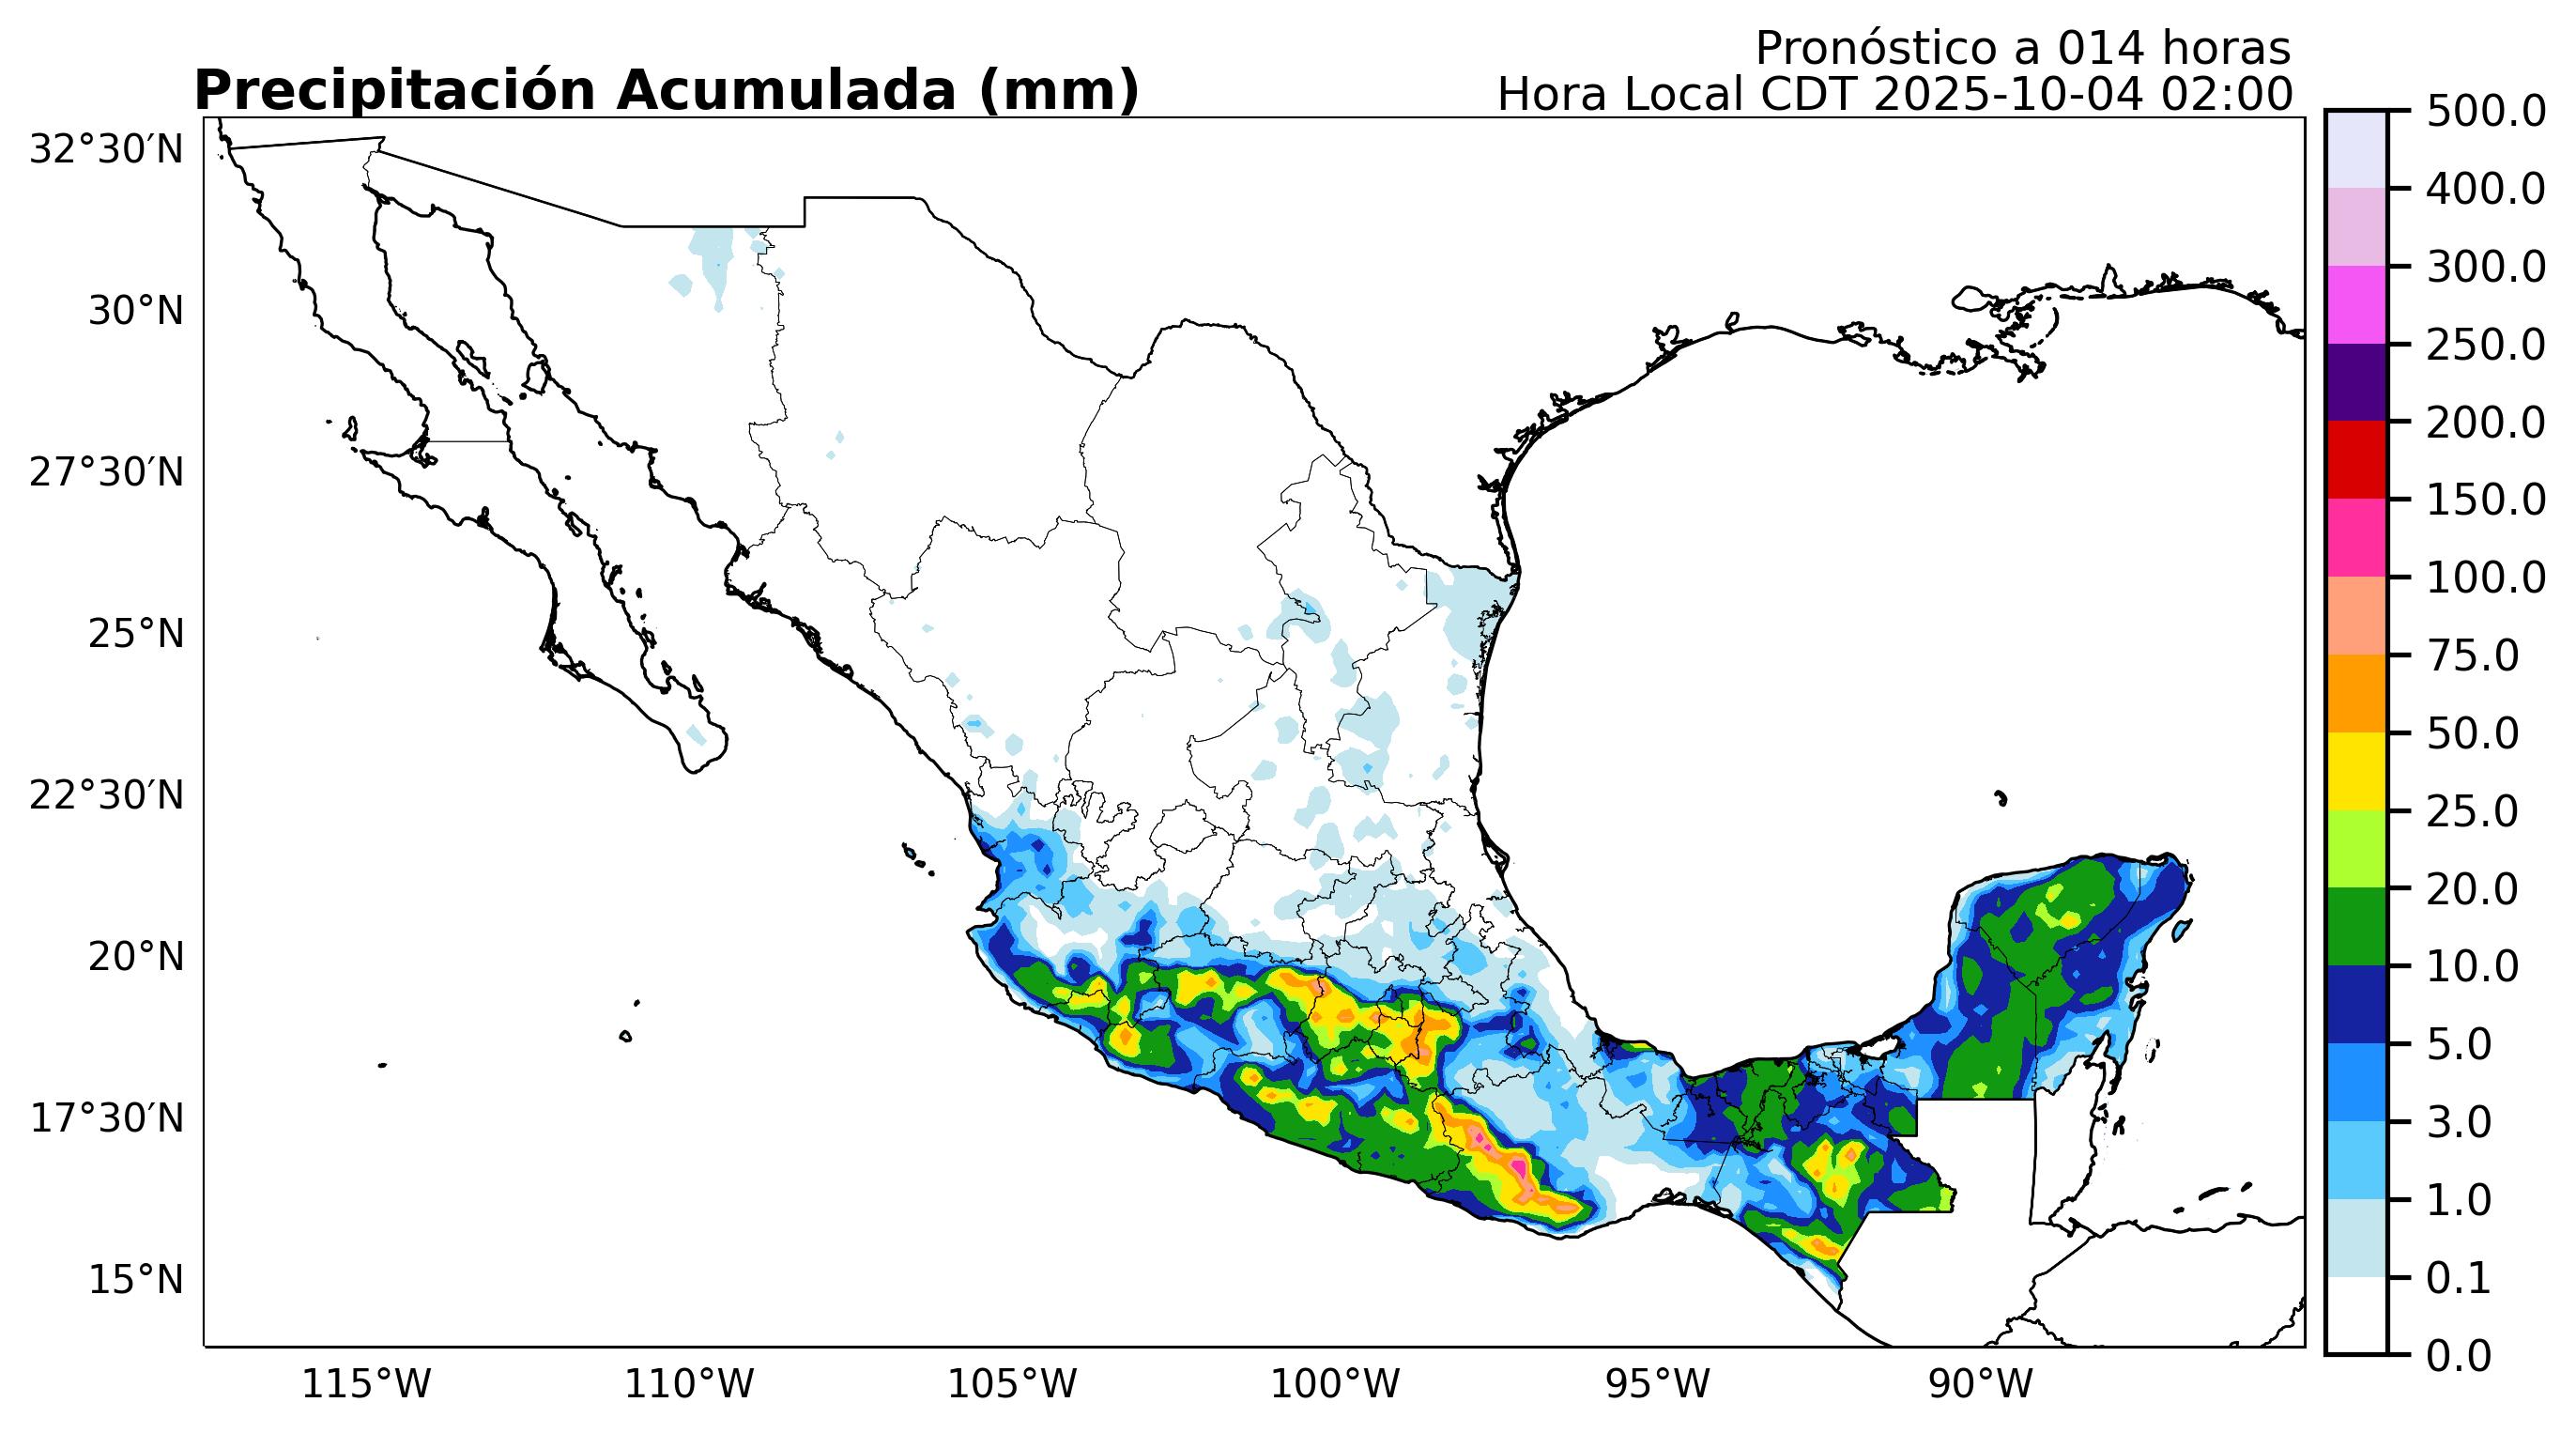 Pronóstico a 014 horas
Precipitación Acumulada (mm)
Hora Local CDT 2025-10-04 02:00
32°30′N
30°N
27°30′N
25°N
22°30′N
20°N
17°30′N
15°N
115°W
110°W
105°W
100°W
95°W
90°W
500.0
400.0
300.0
250.0
200.0
150.0
100.0
75.0
50.0
25.0
20.0
10.0
5.0
3.0
1.0
0.1
0.0